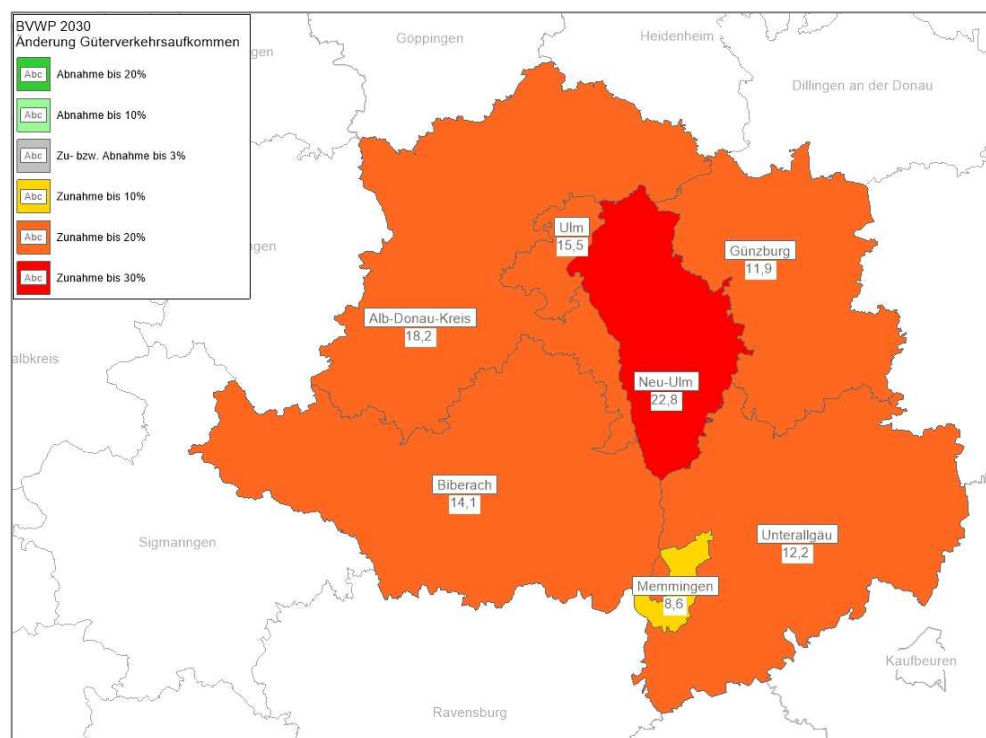 BVWP 2030
Änderung Güterverkehrsaufkommen
Abc Abnahme bis 20%
Abc Abnahme bis 10%
Abc Zu- bzw. Abnahme bis 3%
Abc Zunahme bis 10%
Abc Zunahme bis 20%
Abc Zunahme bis 30%
Göppingen
Heidenheim
ngen
Dillingen an der Donau
Ulm
15,5
ngen
Günzburg
11,9
Alb-Donau-Kreis
18,2
albkreis
Neu-Ulm
22,8
Biberach
14,1
Sigmaringen
Unterallgäu
12,2
Memmingen
8,6
Kaufbeuren
Ravensburg